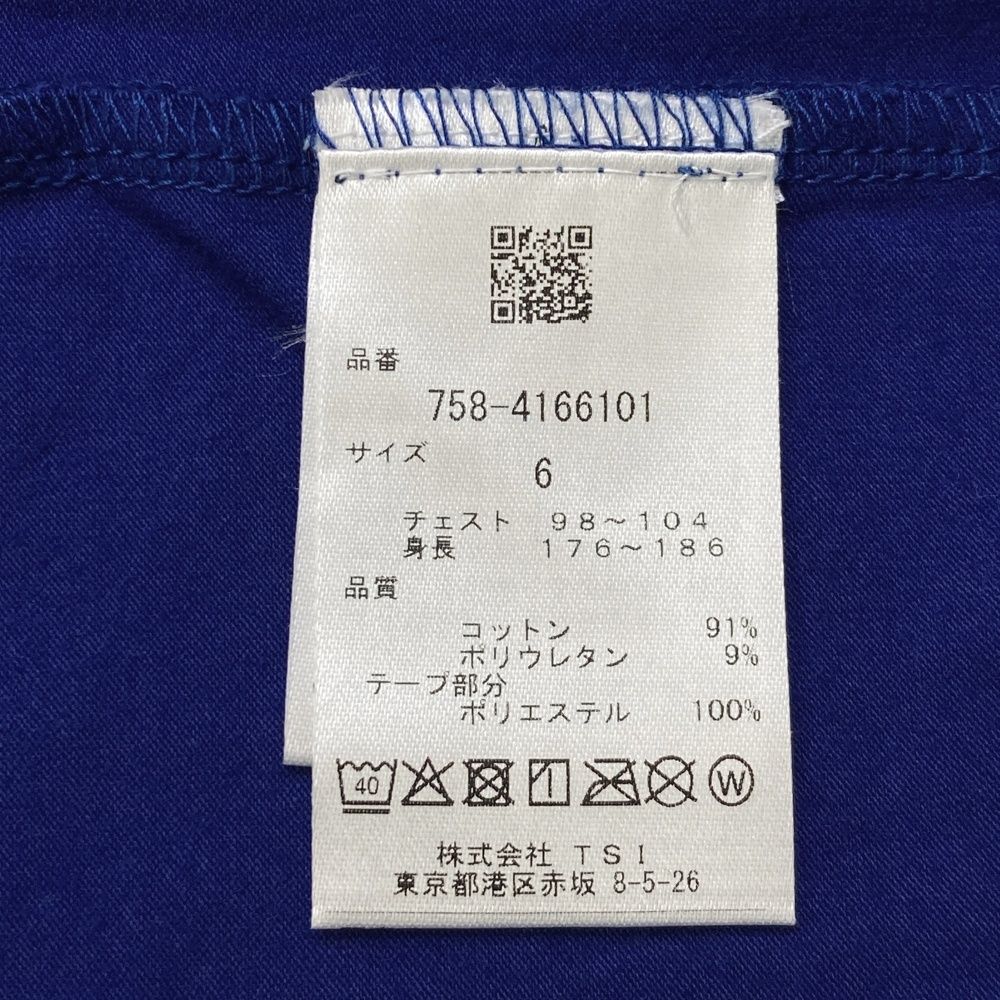 品番
758-4166101
サイズ
6
チェスト 98～104
身長 176～186
品質
コットン 91%
ポリウレタン 9%
テープ部分
ポリエステル 100%
40
W
株式会社 TSI
東京都港区赤坂 8-5-26